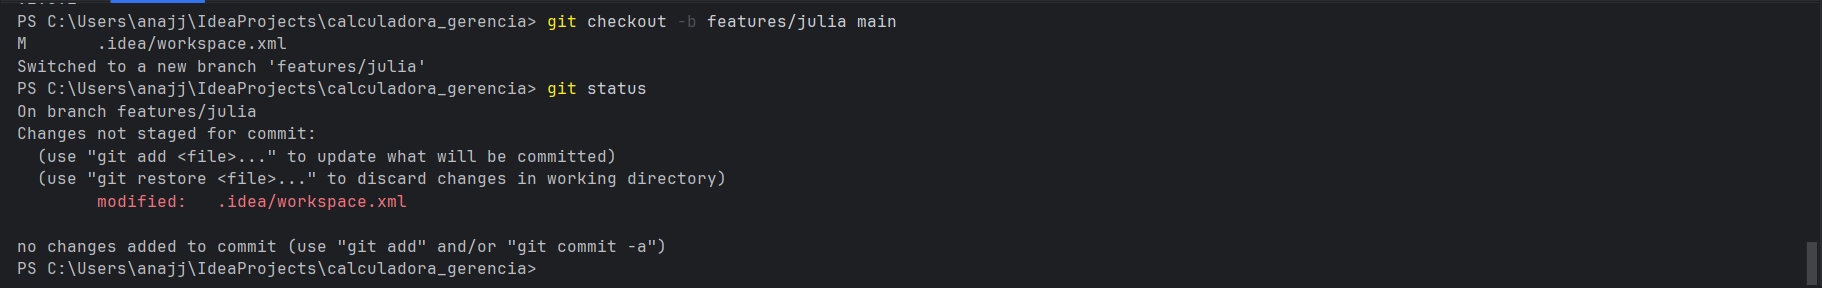 PS C:\Users\anajj\IdeaProjects\calculadora_gerencia> git checkout -b features/julia main
M       .idea/workspace.xml
Switched to a new branch 'features/julia'
PS C:\Users\anajj\IdeaProjects\calculadora_gerencia> git status
On branch features/julia
Changes not staged for commit:
  (use "git add <file>..." to update what will be committed)
  (use "git restore <file>..." to discard changes in working directory)
        modified:   .idea/workspace.xml

no changes added to commit (use "git add" and/or "git commit -a")
PS C:\Users\anajj\IdeaProjects\calculadora_gerencia>